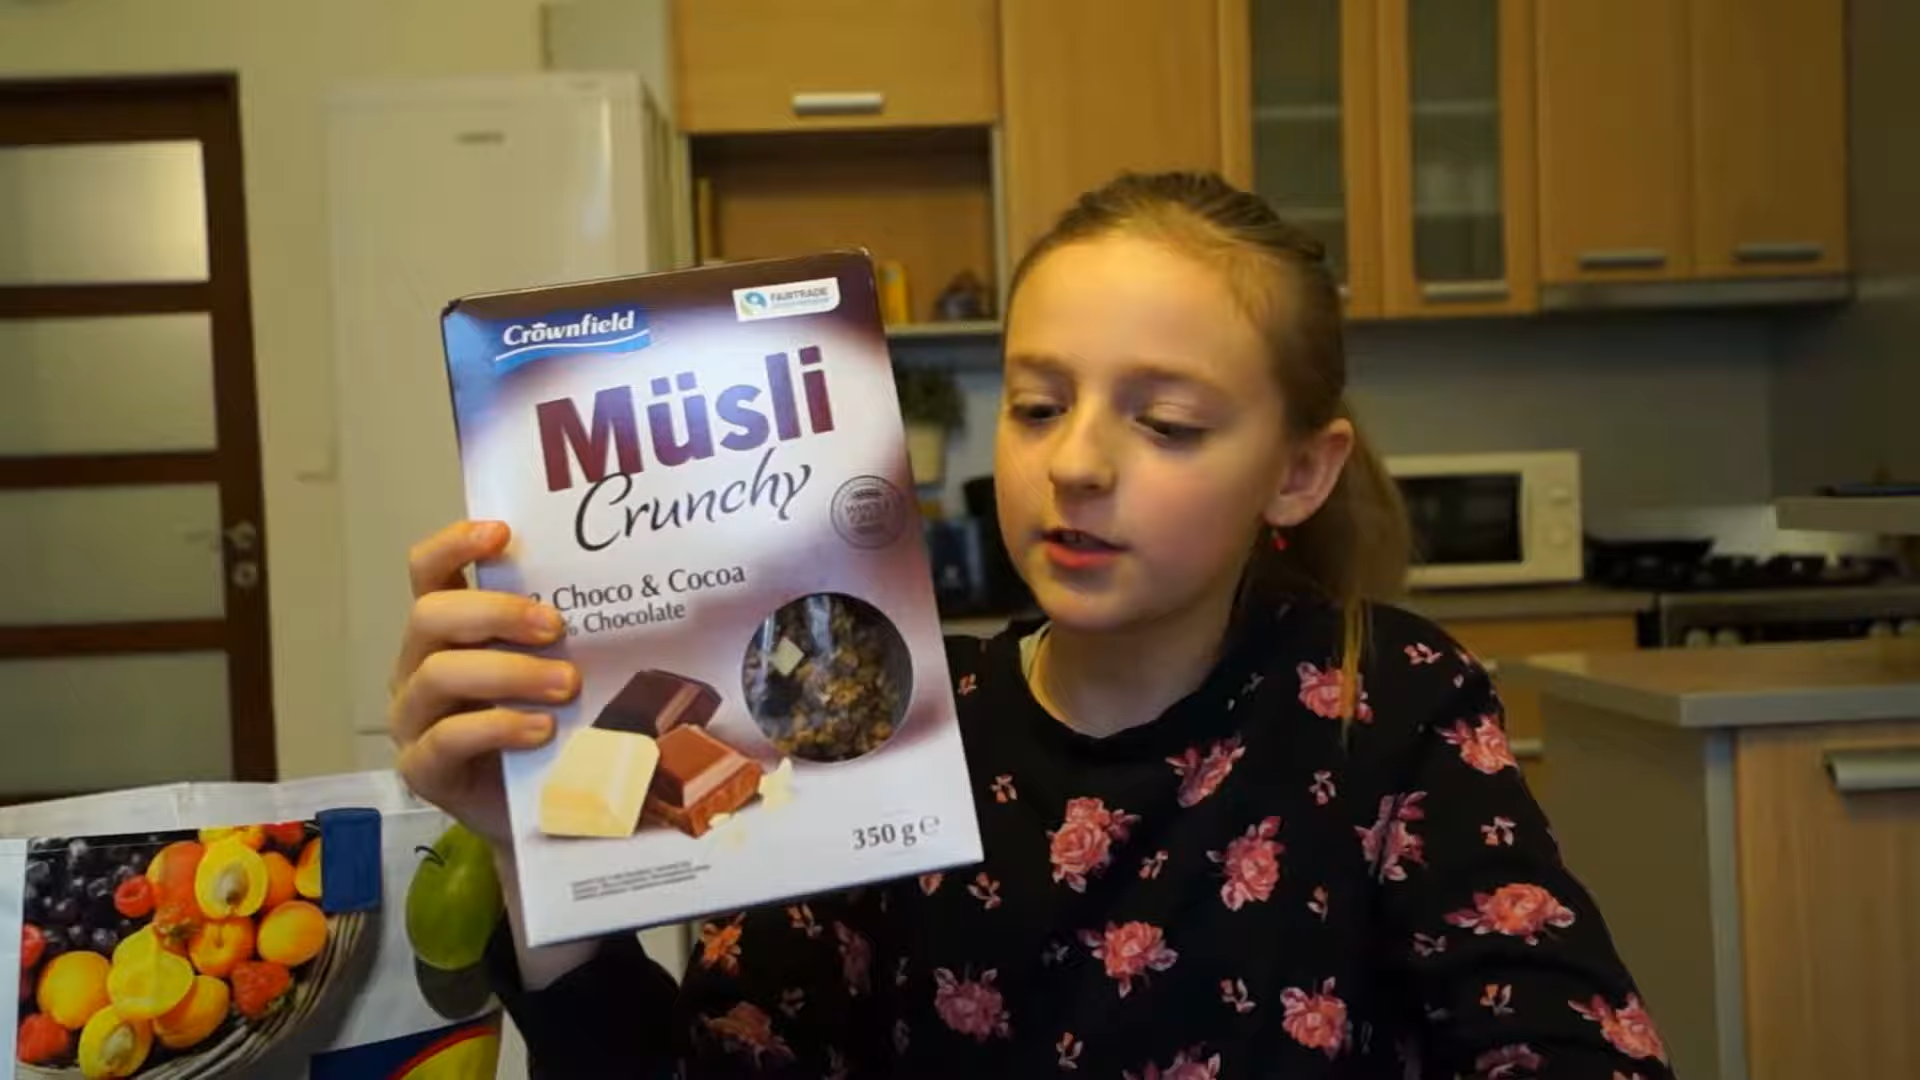 Crownfield
FAIRTRADE
Müsli
Crunchy
Choco & Cocoa
% Chocolate
350 g e